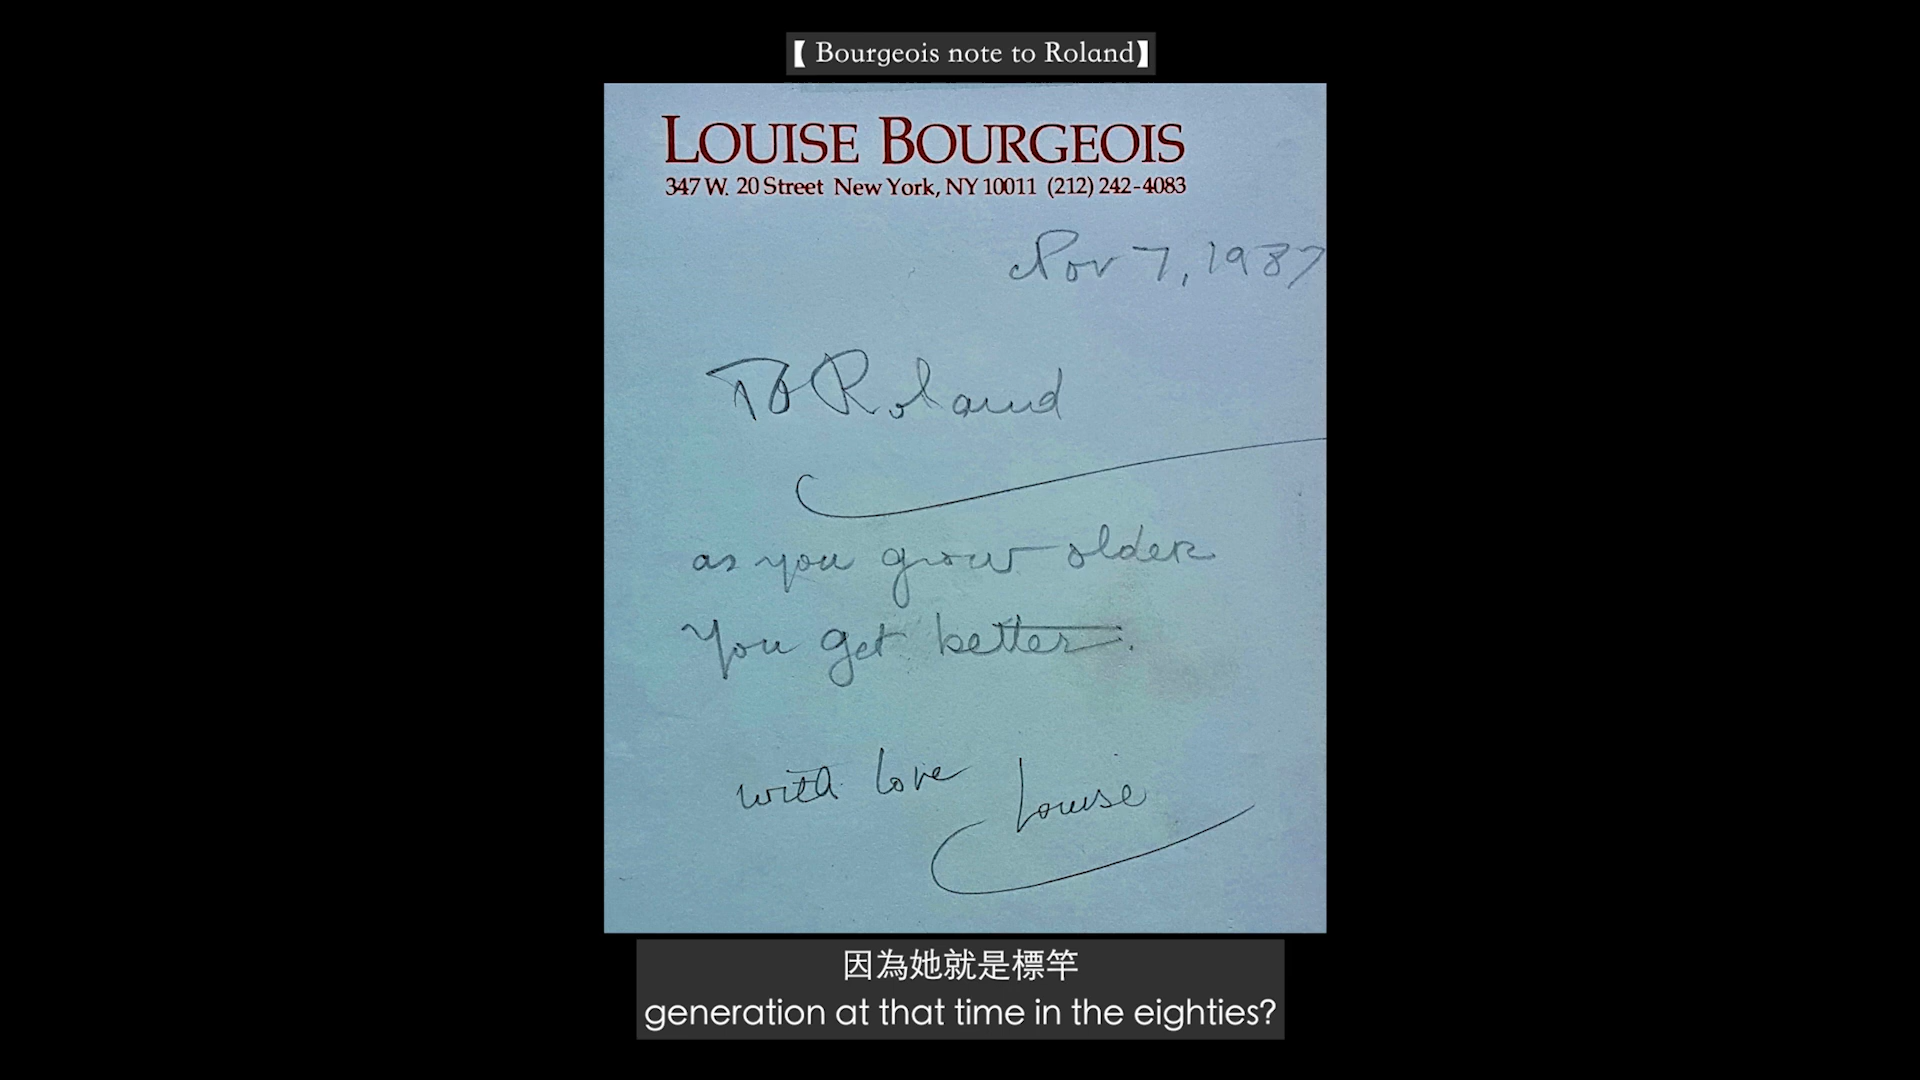 【 Bourgeois note to Roland】
LOUISE BOURGEOIS
347 W. 20 Street New York, NY 10011 (212) 242-4083
Nov 7, 1987
To Roland
as you grow older
You get better.
with love
Louise
因為她就是標竿
generation at that time in the eighties?